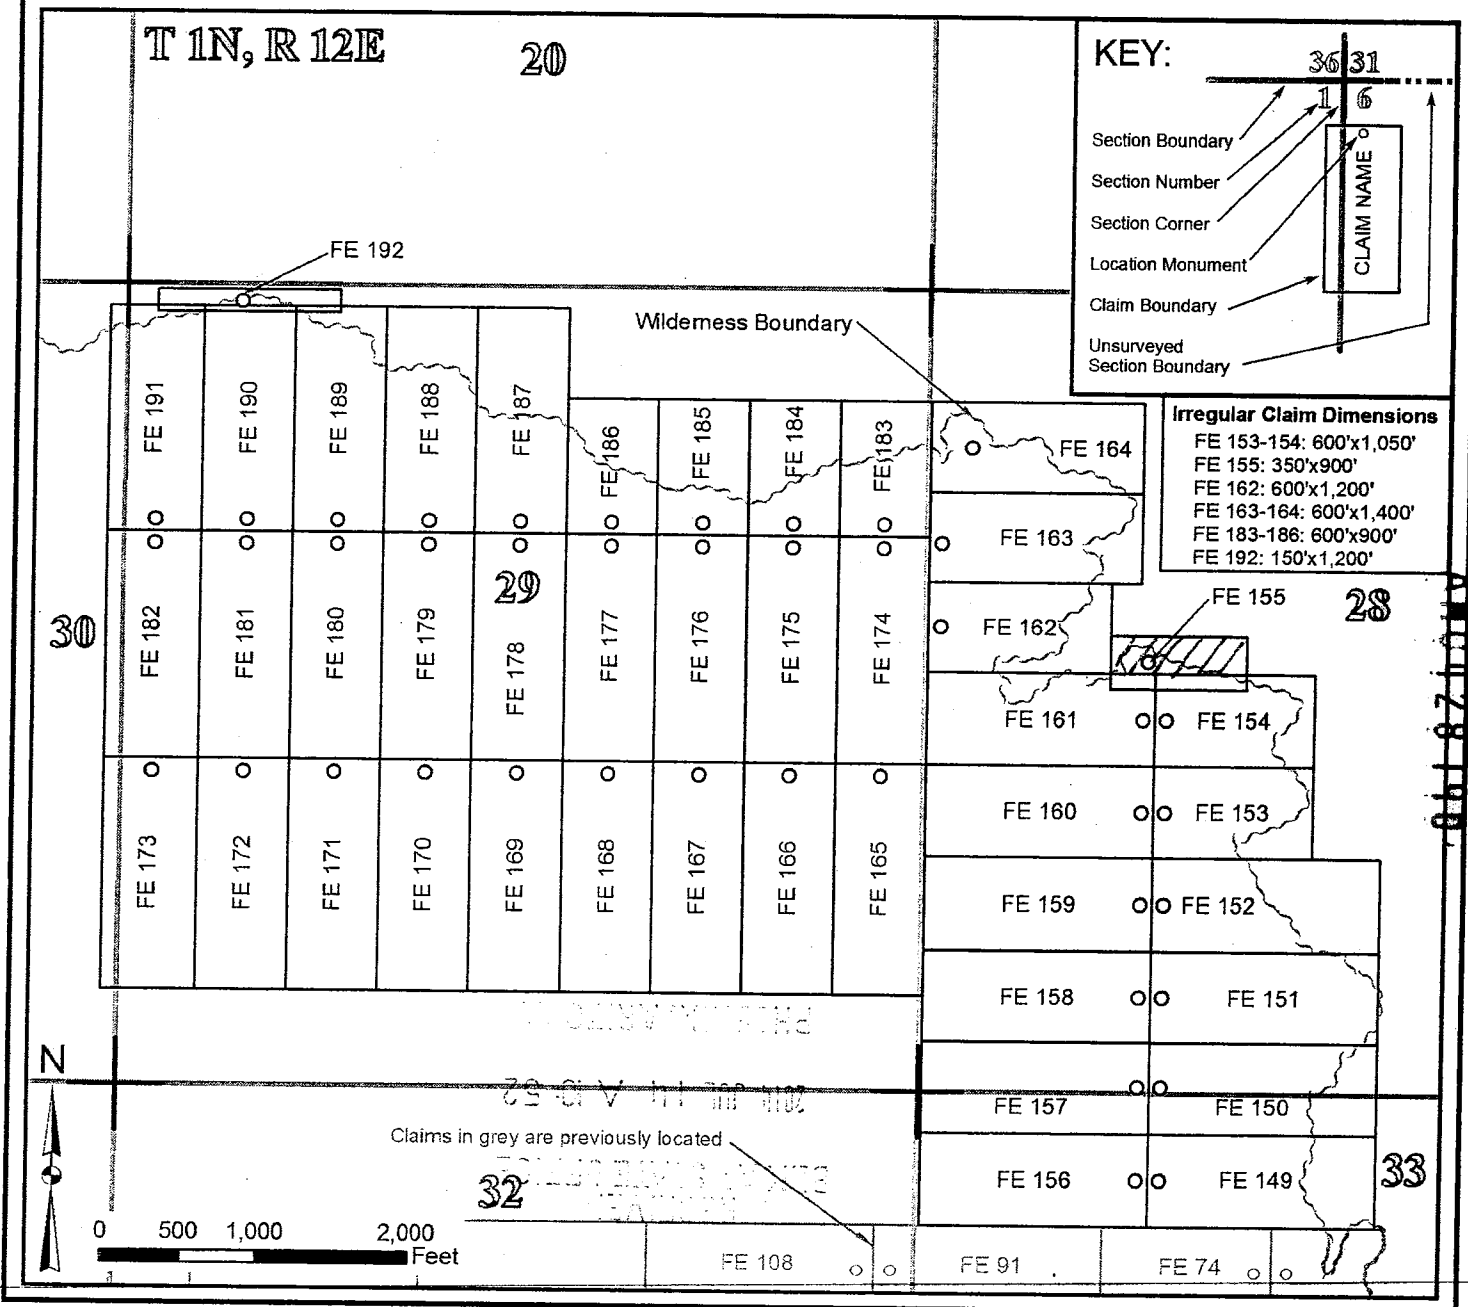 T 1N, R 12E
20
KEY:
36 31
1 6
Section Boundary
Section Number
Section Corner
Location Monument
Claim Boundary
Unsurveyed
Section Boundary
CLAIM NAME
FE 192
Wilderness Boundary
Irregular Claim Dimensions
FE 153-154: 600'x1,050'
FE 155: 350'x900'
FE 162: 600'x1,200'
FE 163-164: 600'x1,400'
FE 183-186: 600'x900'
FE 192: 150'x1,200'
FE 191
FE 190
FE 189
FE 188
FE 187
FE 186
FE 185
FE 184
FE 183
FE 164
FE 163
29
30
28
FE 155
FE 182
FE 181
FE 180
FE 179
FE 178
FE 177
FE 176
FE 175
FE 174
FE 162
FE 161
FE 154
FE 160
FE 153
FE 173
FE 172
FE 171
FE 170
FE 169
FE 168
FE 167
FE 166
FE 165
FE 159
FE 152
FE 158
FE 151
N
FE 157
FE 150
Claims in grey are previously located
32
FE 156
FE 149
33
0 500 1,000 2,000
Feet
FE 108
FE 91
FE 74